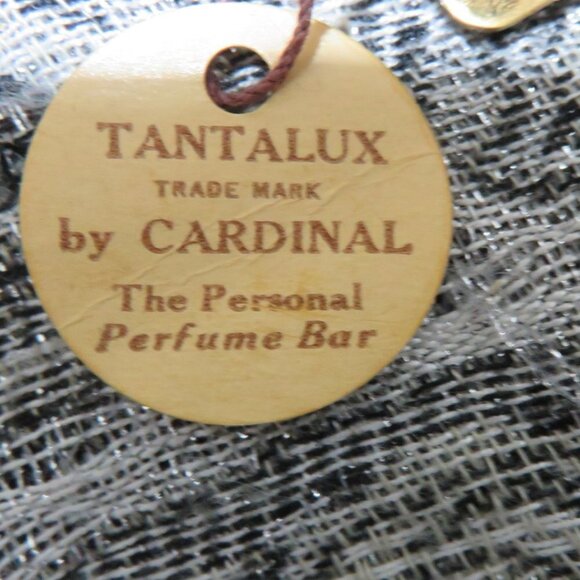 TANTALUX
TRADE MARK
by CARDINAL
The Personal
Perfume Bar